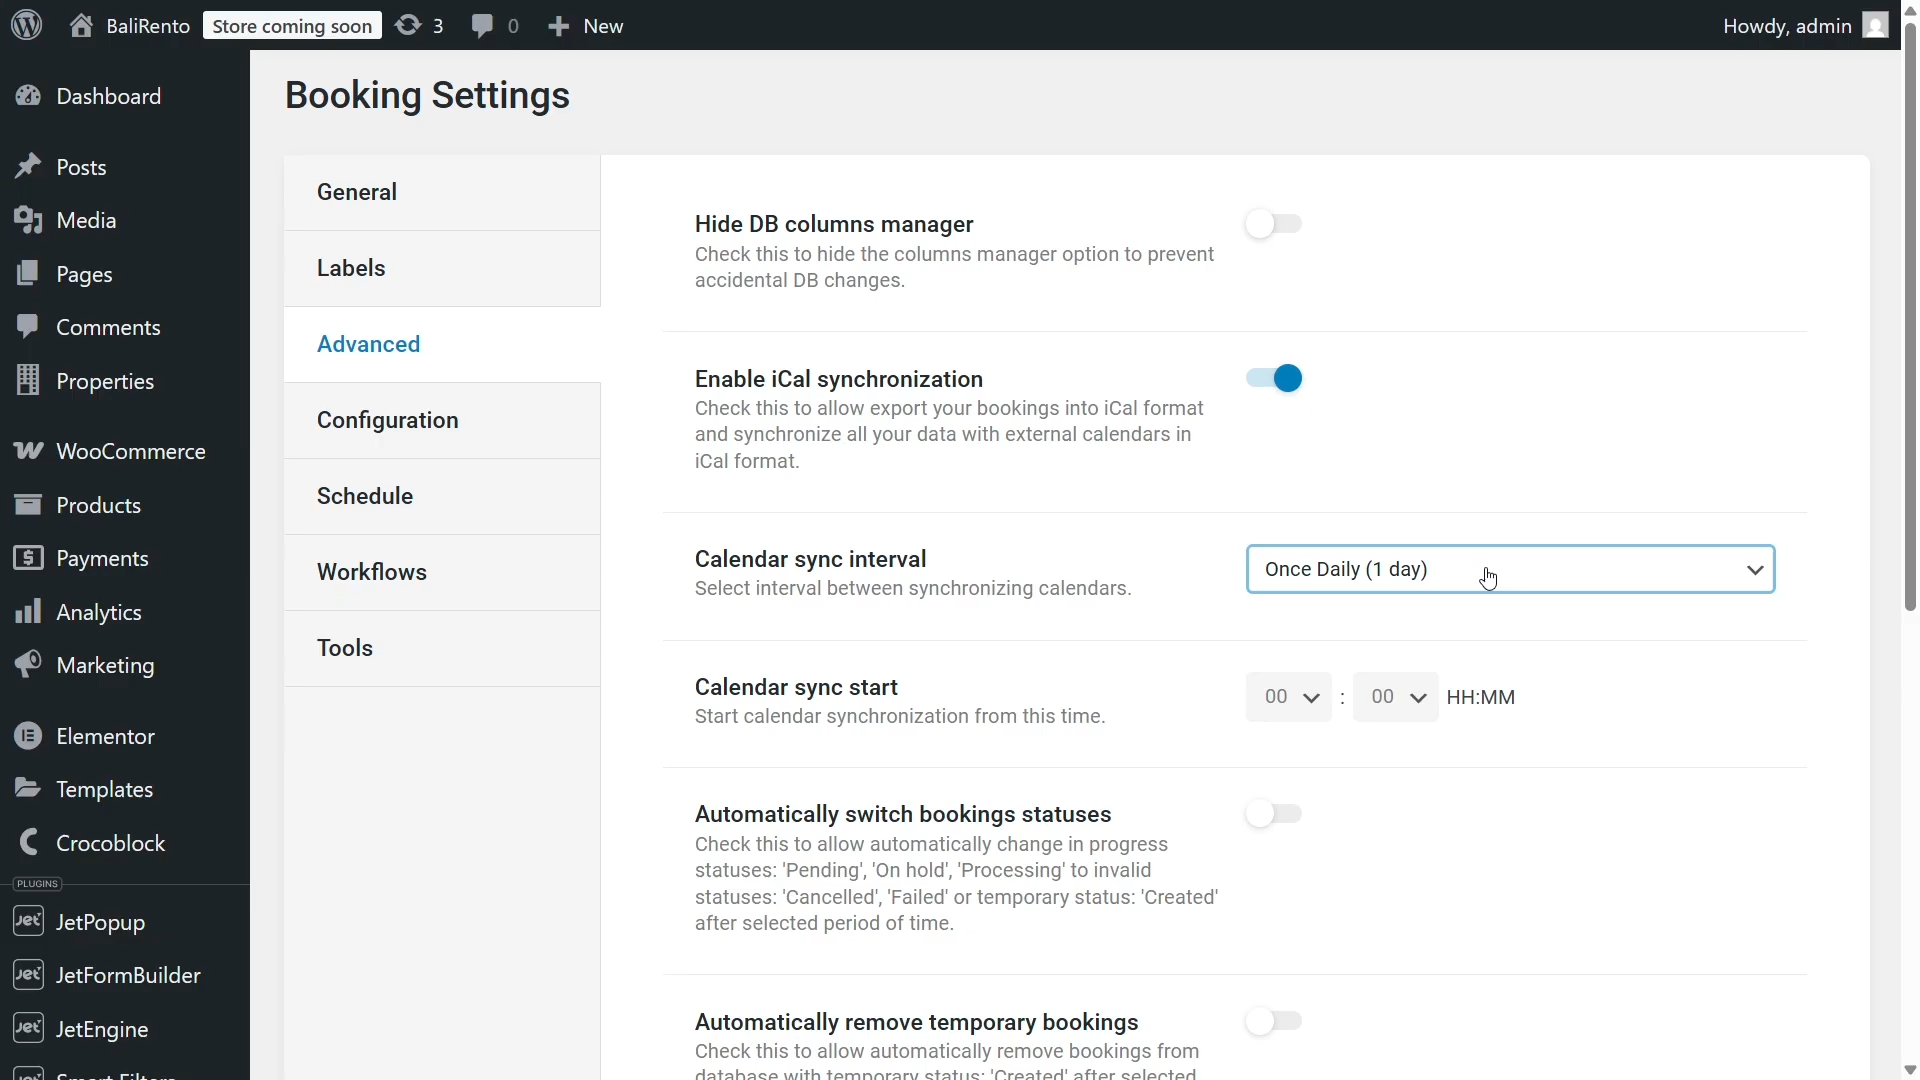 BaliRento
Store coming soon
3
0
New
Howdy, admin
Dashboard
Posts
Media
Pages
Comments
Properties
WooCommerce
Products
Payments
Analytics
Marketing
Elementor
Templates
Crocoblock
PLUGINS
JetPopup
JetFormBuilder
JetEngine
Booking Settings
General
Labels
Advanced
Configuration
Schedule
Workflows
Tools
Hide DB columns manager
Check this to hide the columns manager option to prevent
accidental DB changes.
Enable iCal synchronization
Check this to allow export your bookings into iCal format
and synchronize all your data with external calendars in
iCal format.
Calendar sync interval
Select interval between synchronizing calendars.
Once Daily (1 day)
Calendar sync start
Start calendar synchronization from this time.
00 : 00 HH:MM
Automatically switch bookings statuses
Check this to allow automatically change in progress
statuses: 'Pending', 'On hold', 'Processing' to invalid
statuses: 'Cancelled', 'Failed' or temporary status: 'Created'
after selected period of time.
Automatically remove temporary bookings
Check this to allow automatically remove bookings from
database with temporary status: 'Created' after selected